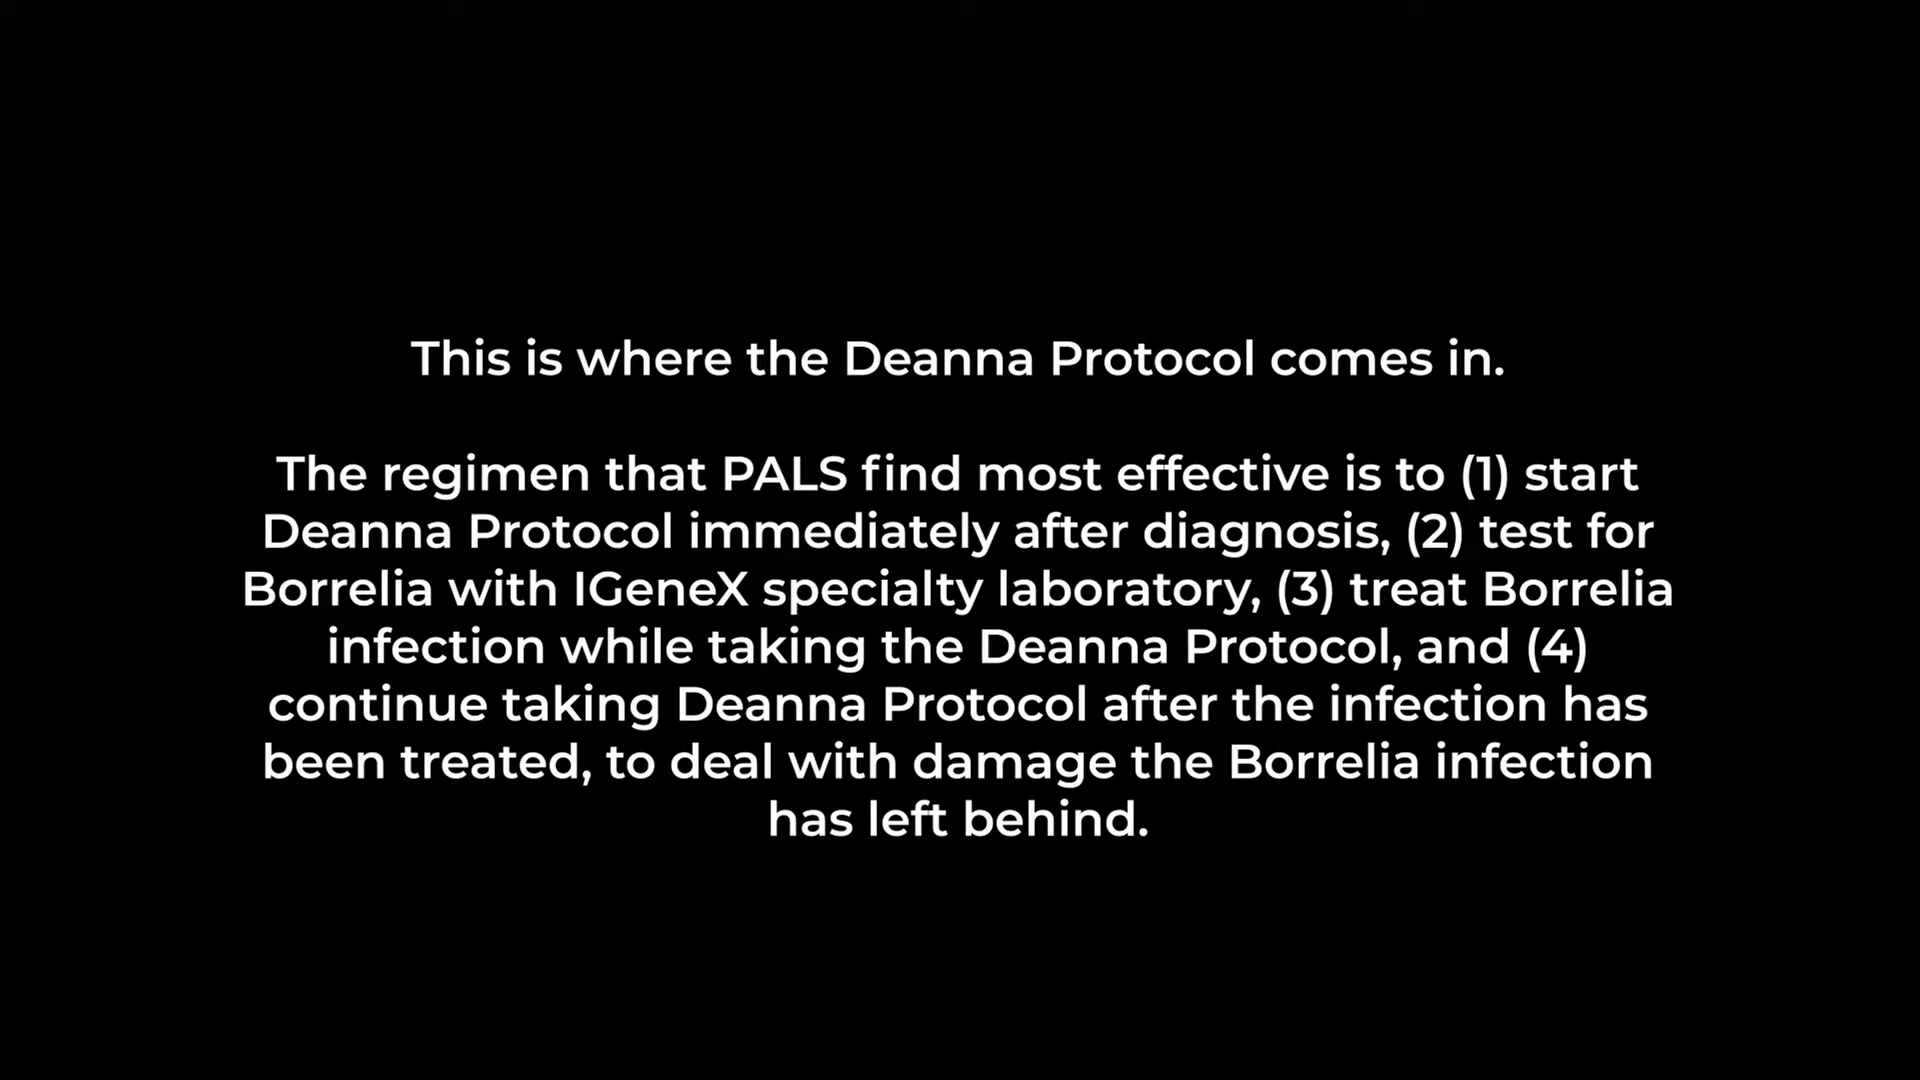 This is where the Deanna Protocol comes in.
The regimen that PALS find most effective is to (1) start
Deanna Protocol immediately after diagnosis, (2) test for
Borrelia with IGeneX specialty laboratory, (3) treat Borrelia
infection while taking the Deanna Protocol, and (4)
continue taking Deanna Protocol after the infection has
been treated, to deal with damage the Borrelia infection
has left behind.